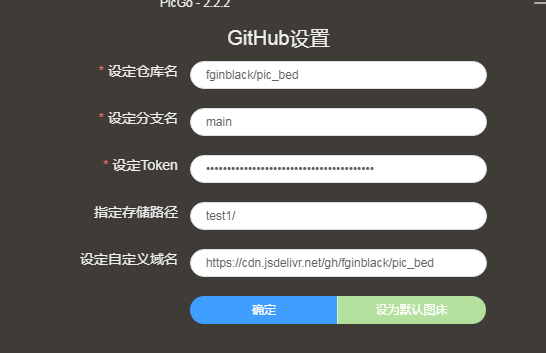 PicGo - 2.2.2
GitHub设置
* 设定仓库名 fginblack/pic_bed
* 设定分支名 main
* 设定Token ••••••••••••••••••••••••••••••••••••••••
指定存储路径 test1/
设定自定义域名 https://cdn.jsdelivr.net/gh/fginblack/pic_bed
确定 设为默认图床